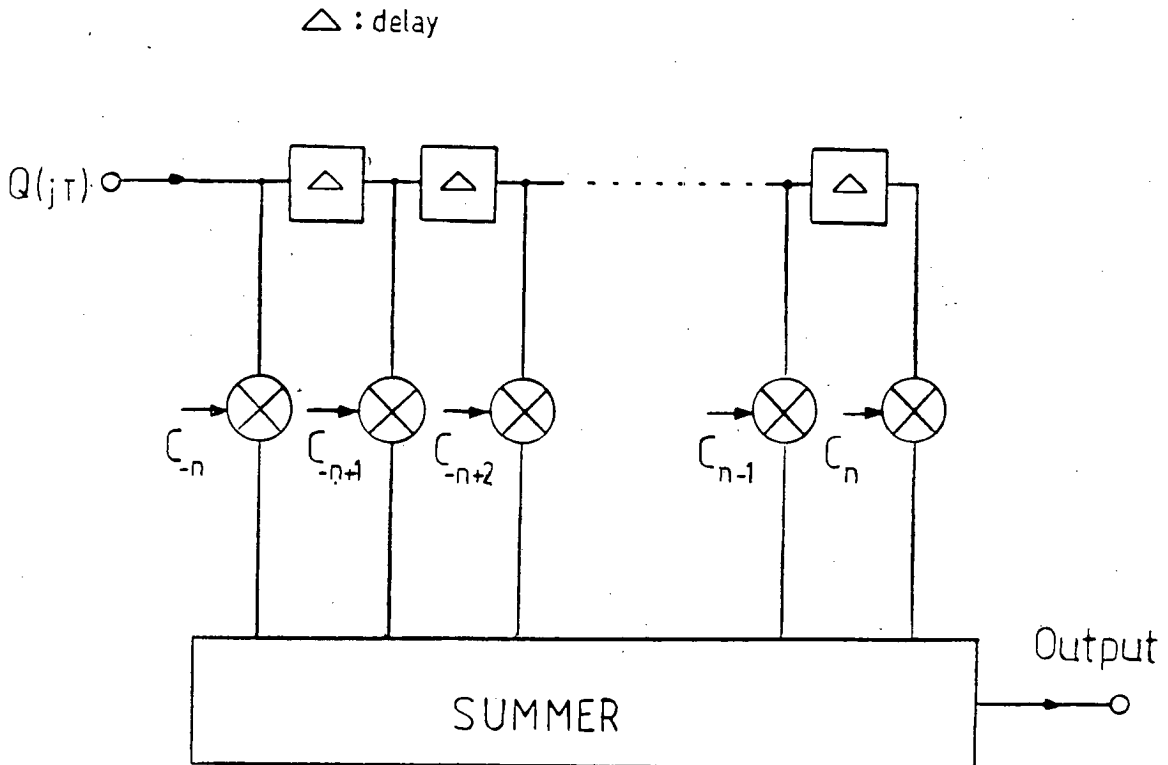 △ : delay
Q(jT)
△
△
△
C-n
C-n+1
C-n+2
Cn-1
Cn
Output
SUMMER